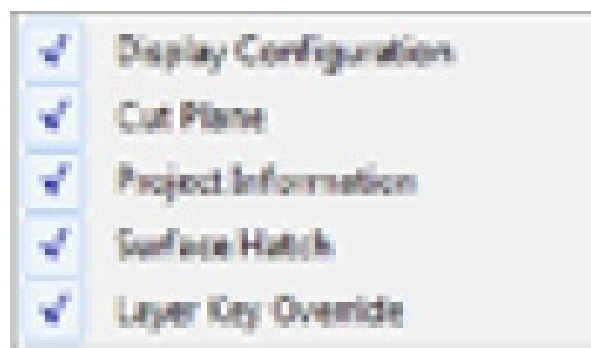 Display Configuration
Cut Plane
Project Information
Surface Hatch
Layer Key Override